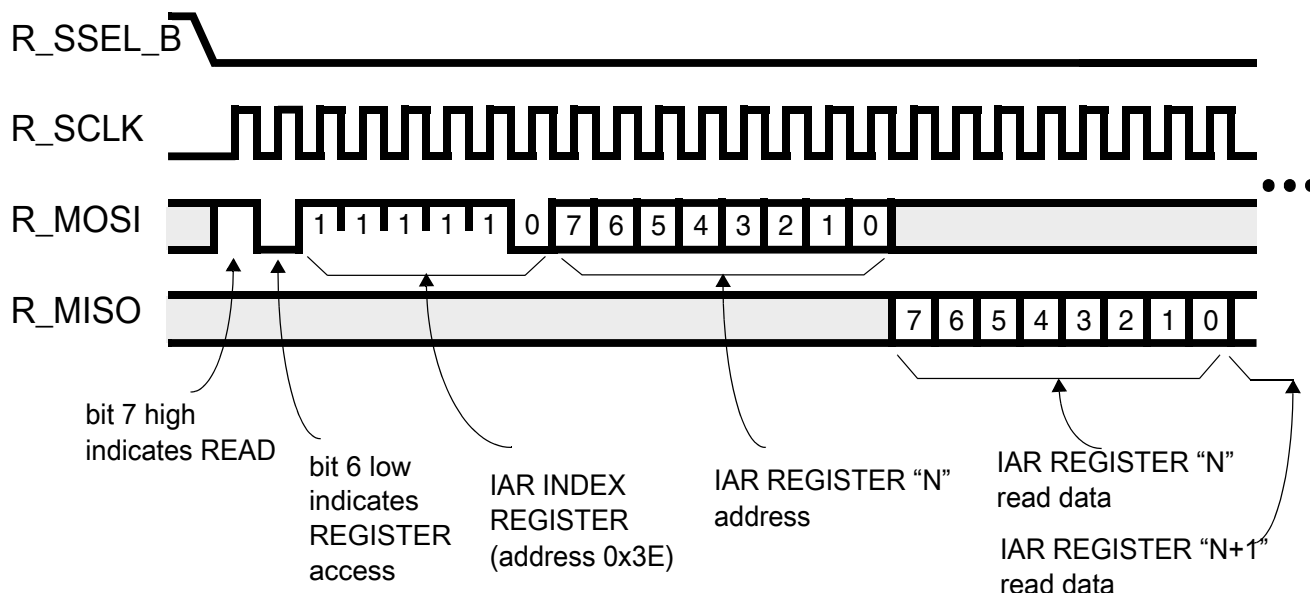 R_SSEL_B
R_SCLK
R_MOSI
1 1 1 1 1 0 7 6 5 4 3 2 1 0
R_MISO
7 6 5 4 3 2 1 0
bit 7 high
indicates READ
bit 6 low
indicates
REGISTER
access
IAR INDEX
REGISTER
(address 0x3E)
IAR REGISTER “N”
address
IAR REGISTER “N”
read data
IAR REGISTER “N+1”
read data